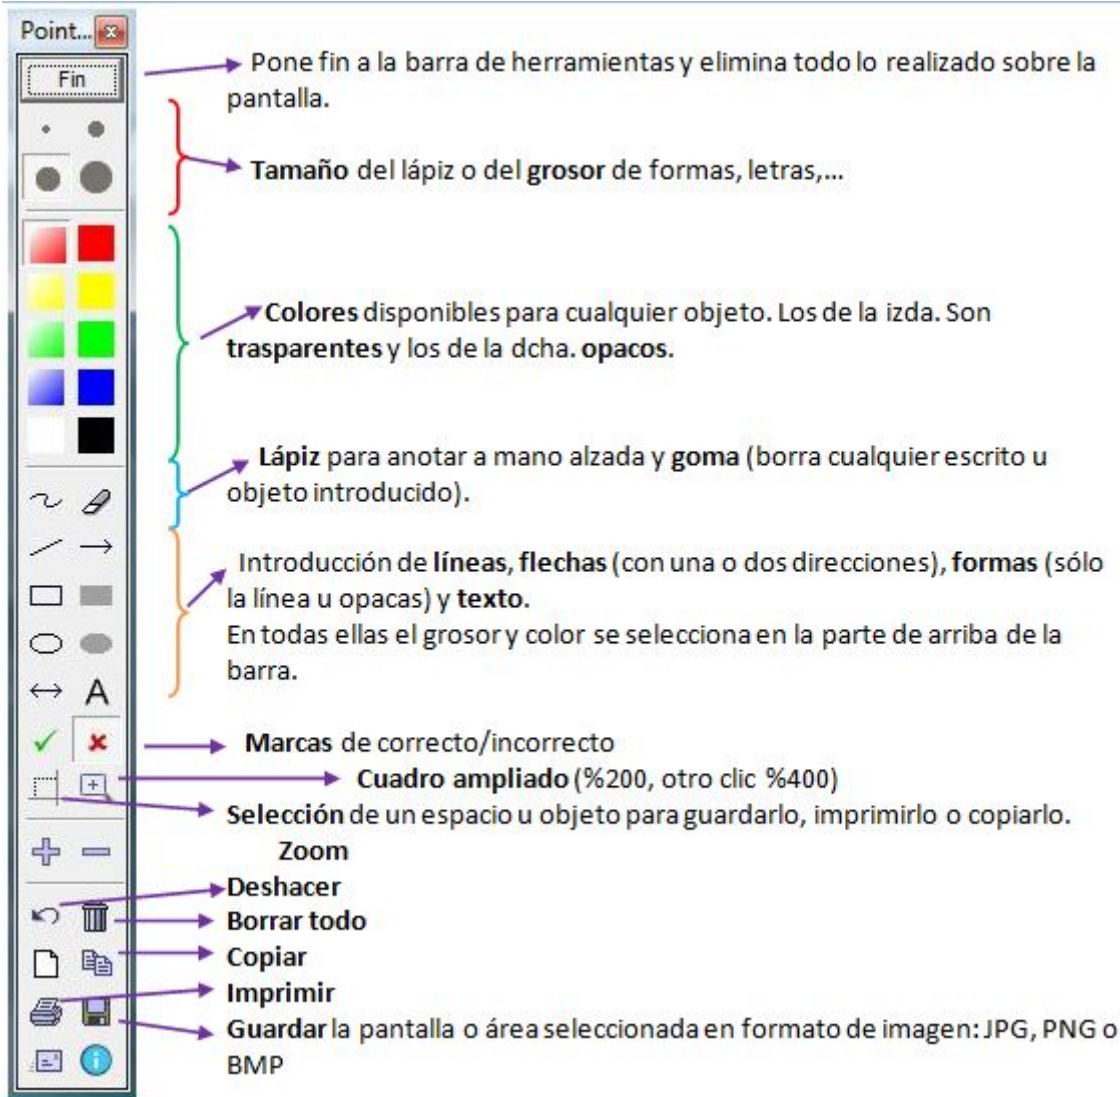 Point...
Fin
Pone fin a la barra de herramientas y elimina todo lo realizado sobre la
pantalla.
Tamaño del lápiz o del grosor de formas, letras,...
Colores disponibles para cualquier objeto. Los de la izda. Son
trasparentes y los de la dcha. opacos.
Lápiz para anotar a mano alzada y goma (borra cualquier escrito u
objeto introducido).
Introducción de líneas, flechas (con una o dos direcciones), formas (sólo
la línea u opacas) y texto.
En todas ellas el grosor y color se selecciona en la parte de arriba de la
barra.
A
Marcas de correcto/incorrecto
Cuadro ampliado (%200, otro clic %400)
Selección de un espacio u objeto para guardarlo, imprimirlo o copiarlo.
Zoom
Deshacer
Borrar todo
Copiar
Imprimir
Guardar la pantalla o área seleccionada en formato de imagen: JPG, PNG o
BMP